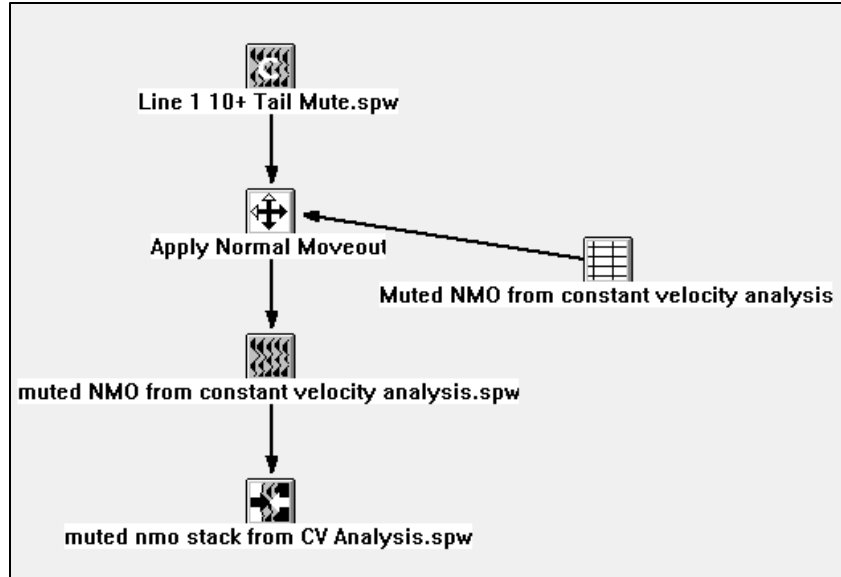 C
Line 1 10+ Tail Mute.spw
Apply Normal Moveout
Muted NMO from constant velocity analysis
muted NMO from constant velocity analysis.spw
muted nmo stack from CV Analysis.spw